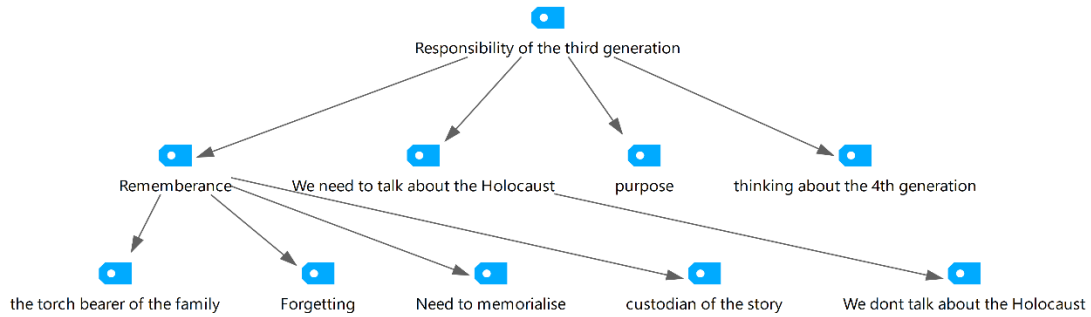 Responsibility of the third generation
Rememberance
We need to talk about the Holocaust
purpose
thinking about the 4th generation
the torch bearer of the family
Forgetting
Need to memorialise
custodian of the story
We dont talk about the Holocaust